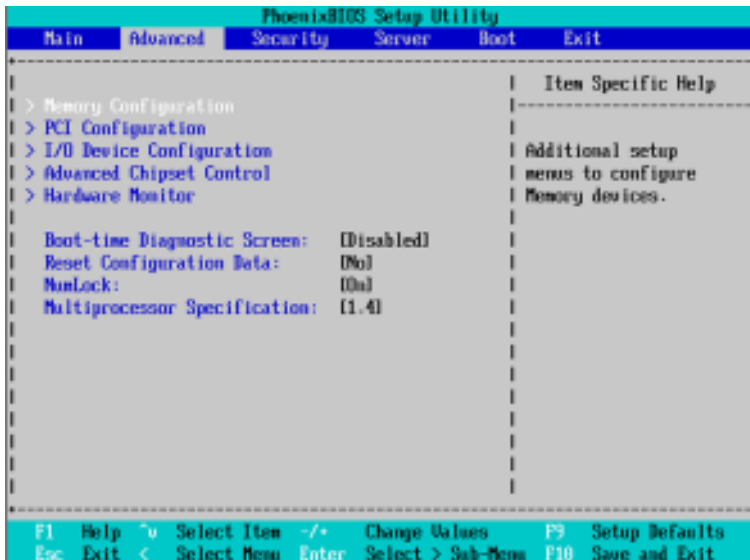 PhoenixBIOS Setup Utility
Main Advanced Security Server Boot Exit
Item Specific Help
> Memory Configuration
> PCI Configuration
> I/O Device Configuration
> Advanced Chipset Control
> Hardware Monitor
Additional setup
menus to configure
Memory devices.
Boot-time Diagnostic Screen: [Disabled]
Reset Configuration Data: [No]
NumLock: [On]
Multiprocessor Specification: [1.4]
F1 Help ^v Select Item -/+ Change Values F9 Setup Defaults
Esc Exit < Select Menu Enter Select > Sub-Menu F10 Save and Exit